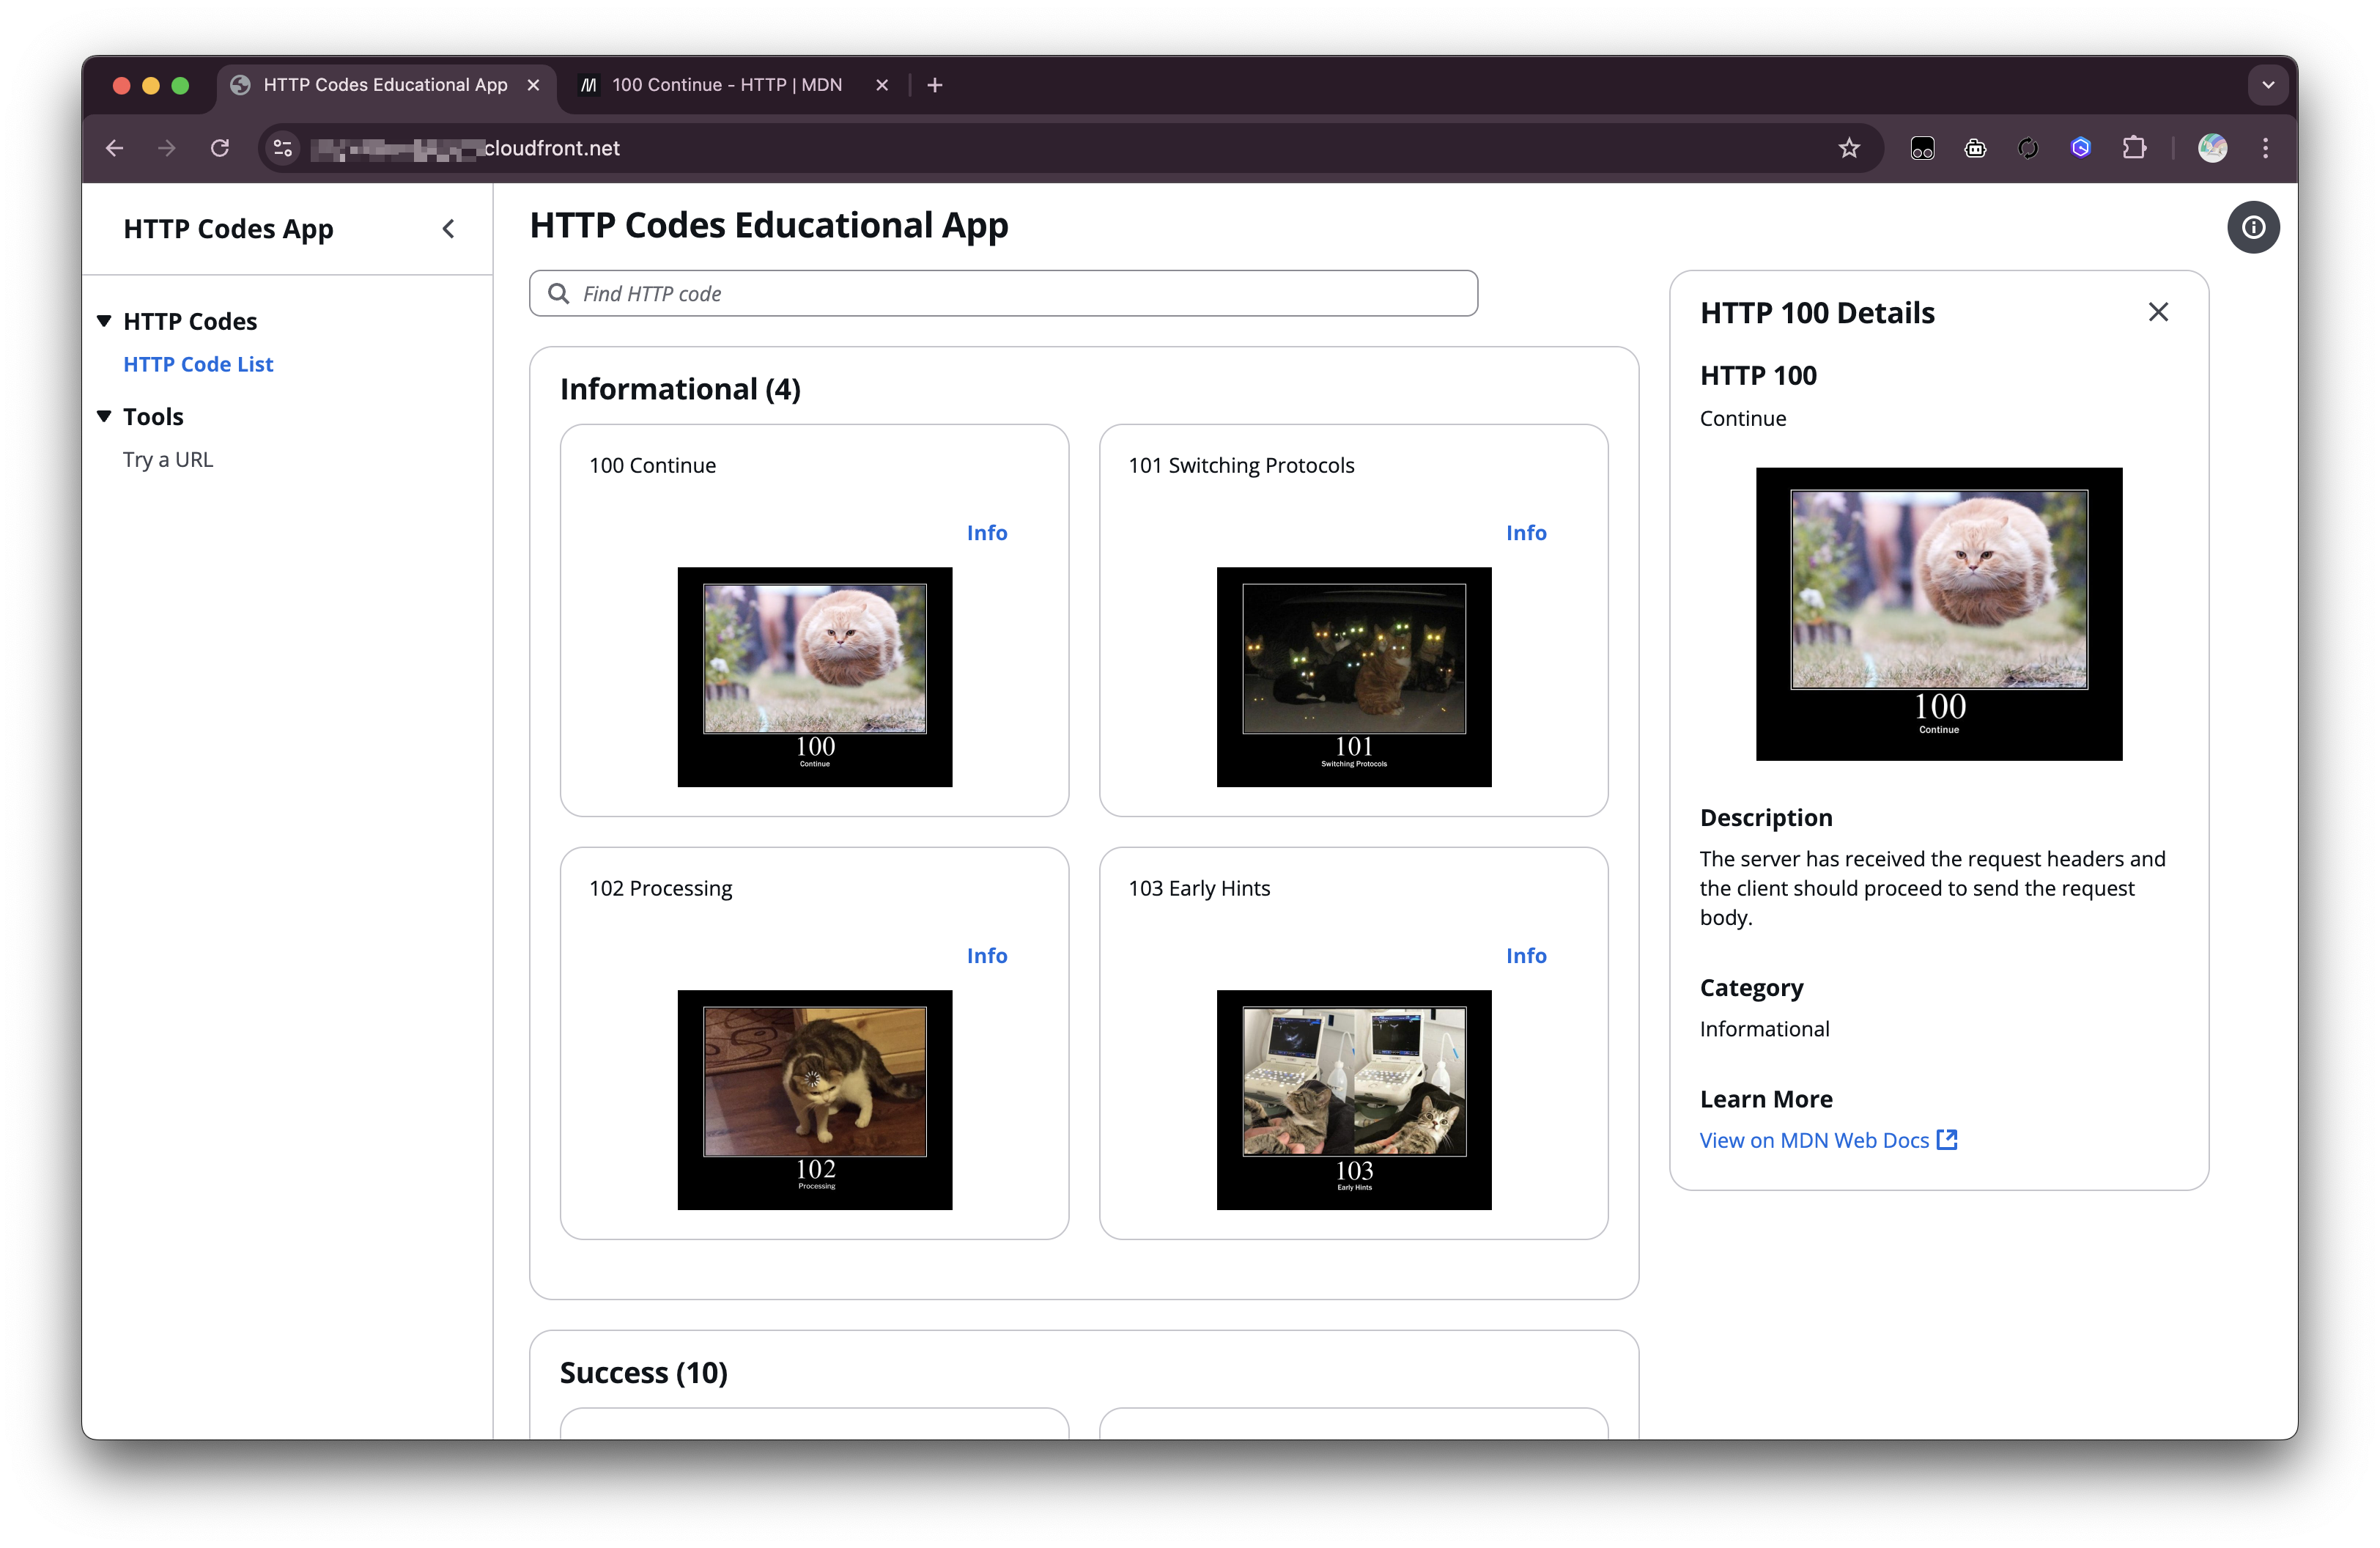 HTTP Codes Educational App
100 Continue - HTTP | MDN
cloudfront.net
HTTP Codes App
HTTP Codes
HTTP Code List
Tools
Try a URL
HTTP Codes Educational App
Find HTTP code
Informational (4)
100 Continue
Info
100
Continue
101 Switching Protocols
Info
101
Switching Protocols
102 Processing
Info
102
Processing
103 Early Hints
Info
103
Early Hints
Success (10)
HTTP 100 Details
HTTP 100
Continue
100
Continue
Description
The server has received the request headers and
the client should proceed to send the request
body.
Category
Informational
Learn More
View on MDN Web Docs